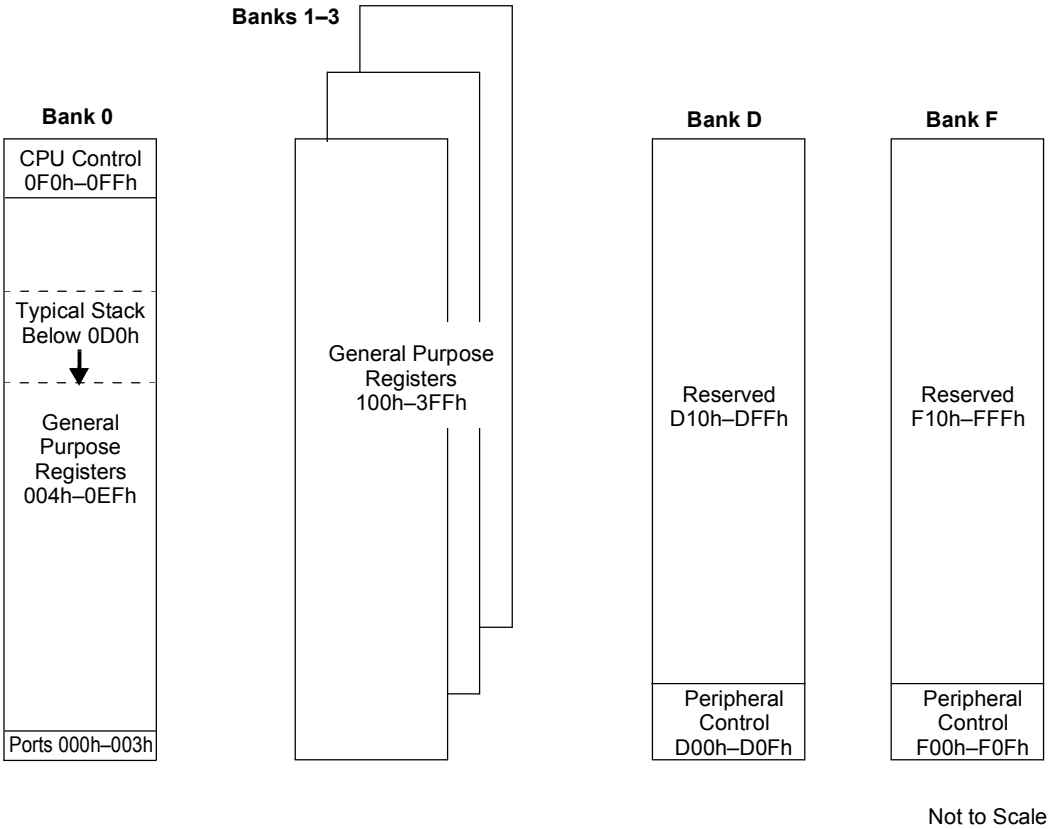 Banks 1–3
Bank 0
CPU Control
0F0h–0FFh
Typical Stack
Below 0D0h
General
Purpose
Registers
004h–0EFh
Ports 000h–003h
General Purpose
Registers
100h–3FFh
Bank D
Reserved
D10h–DFFh
Peripheral
Control
D00h–D0Fh
Bank F
Reserved
F10h–FFFh
Peripheral
Control
F00h–F0Fh
Not to Scale